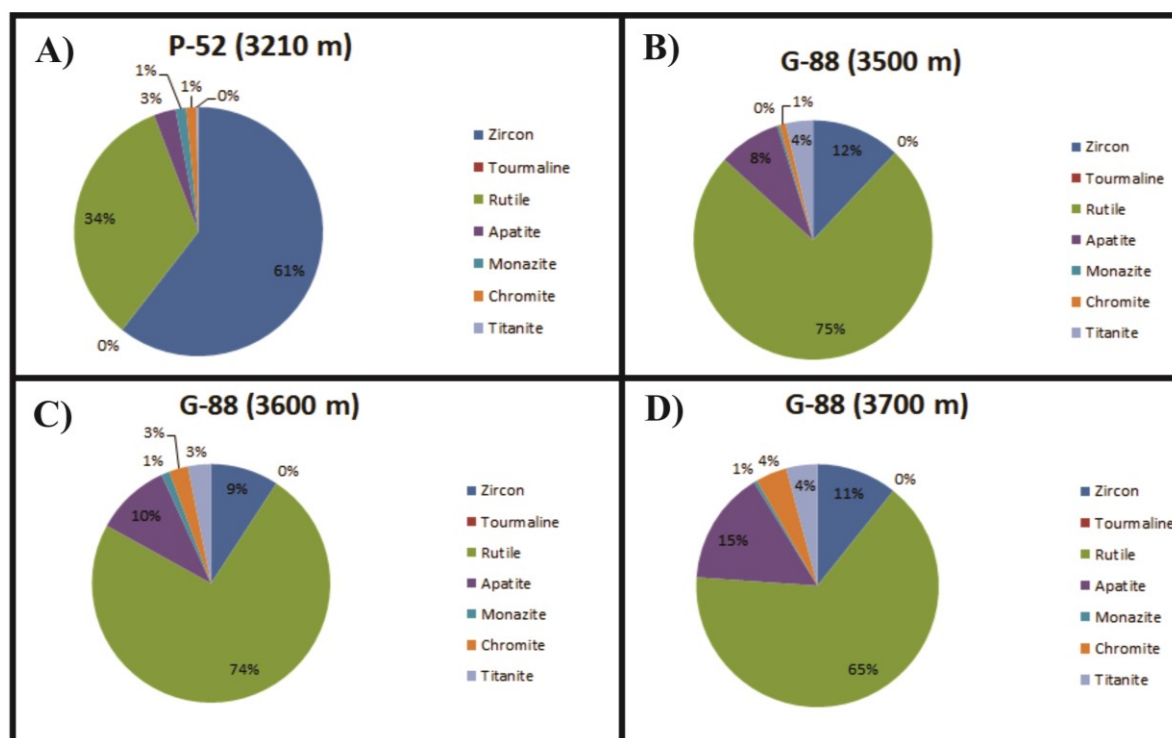 A)
P-52 (3210 m)
1%
1%
0%
3%
34%
61%
0%
Zircon
Tourmaline
Rutile
Apatite
Monazite
Chromite
Titanite
B)
G-88 (3500 m)
0%
1%
4%
12%
0%
8%
75%
Zircon
Tourmaline
Rutile
Apatite
Monazite
Chromite
Titanite
C)
G-88 (3600 m)
3%
1%
3%
9%
0%
10%
74%
Zircon
Tourmaline
Rutile
Apatite
Monazite
Chromite
Titanite
D)
G-88 (3700 m)
1%
4%
4%
11%
0%
15%
65%
Zircon
Tourmaline
Rutile
Apatite
Monazite
Chromite
Titanite